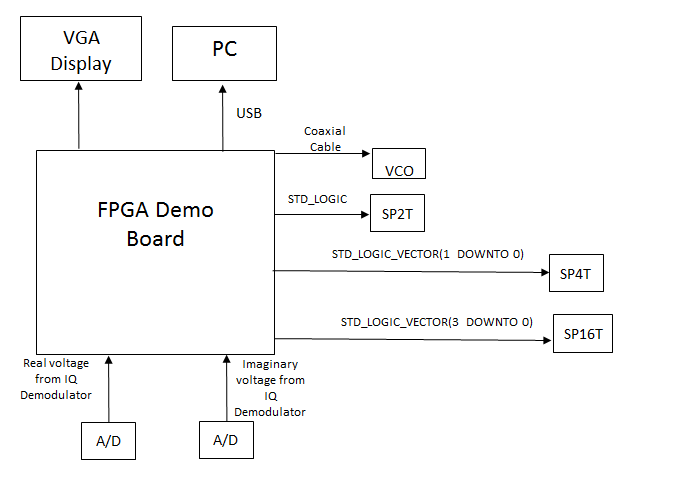 VGA
Display
PC
USB
Coaxial
Cable
VCO
FPGA Demo
Board
STD_LOGIC
SP2T
STD_LOGIC_VECTOR(1 DOWNTO 0)
SP4T
STD_LOGIC_VECTOR(3 DOWNTO 0)
SP16T
Real voltage
from IQ
Demodulator
Imaginary
voltage from
IQ
Demodulator
A/D
A/D